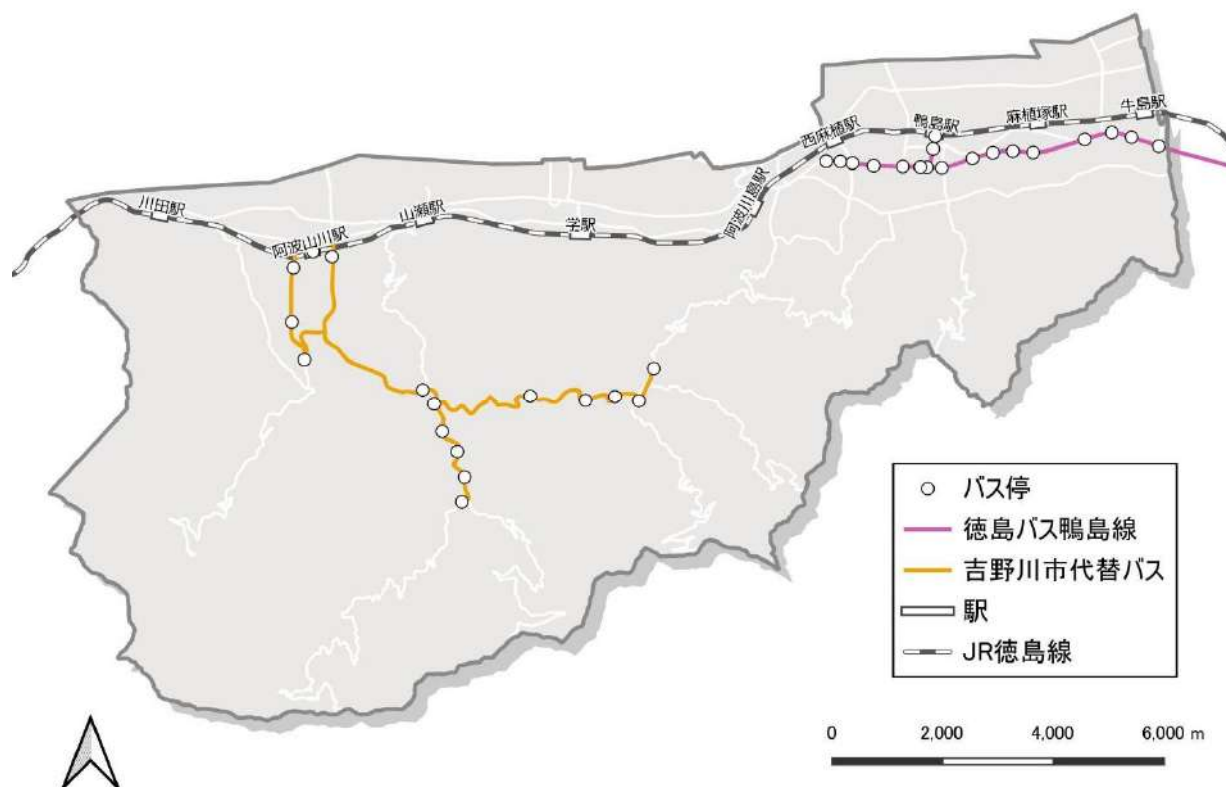 牛島駅
麻植塚駅
鴨島駅
西麻植駅
阿波川島駅
学駅
山瀬駅
阿波山川駅
川田駅
バス停
徳島バス鴨島線
吉野川市代替バス
駅
JR徳島線
0 2,000 4,000 6,000 m